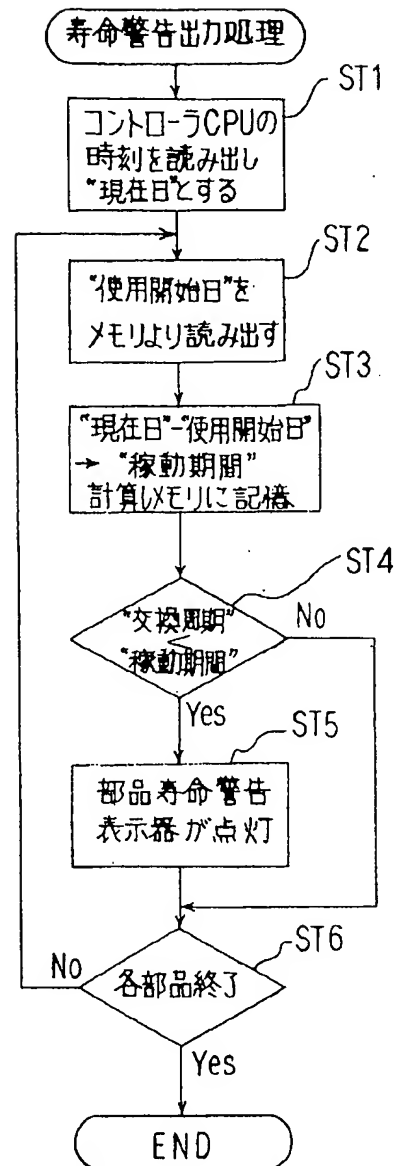 寿命警告出力処理
ST1
コントローラCPUの
時刻を読み出し
"現在日"とする
ST2
"使用開始日"を
メモリより読み出す
ST3
"現在日"-"使用開始日"
→ "稼動期間"
計算しメモリに記憶
ST4
"交換周期"
<
"稼動期間"
No
Yes
ST5
部品寿命警告
表示器が点灯
ST6
No
各部品終了
Yes
END